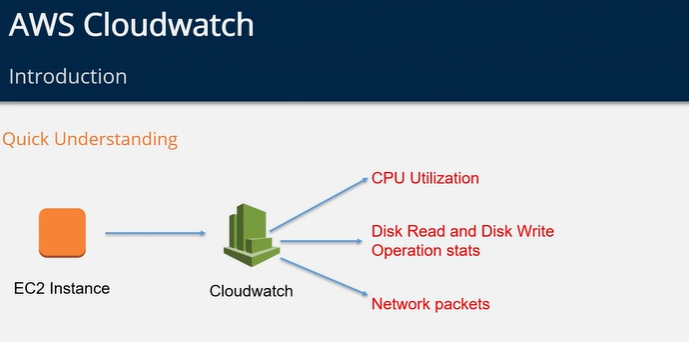 AWS Cloudwatch
Introduction
Quick Understanding
CPU Utilization
Disk Read and Disk Write
Operation stats
EC2 Instance
Cloudwatch
Network packets